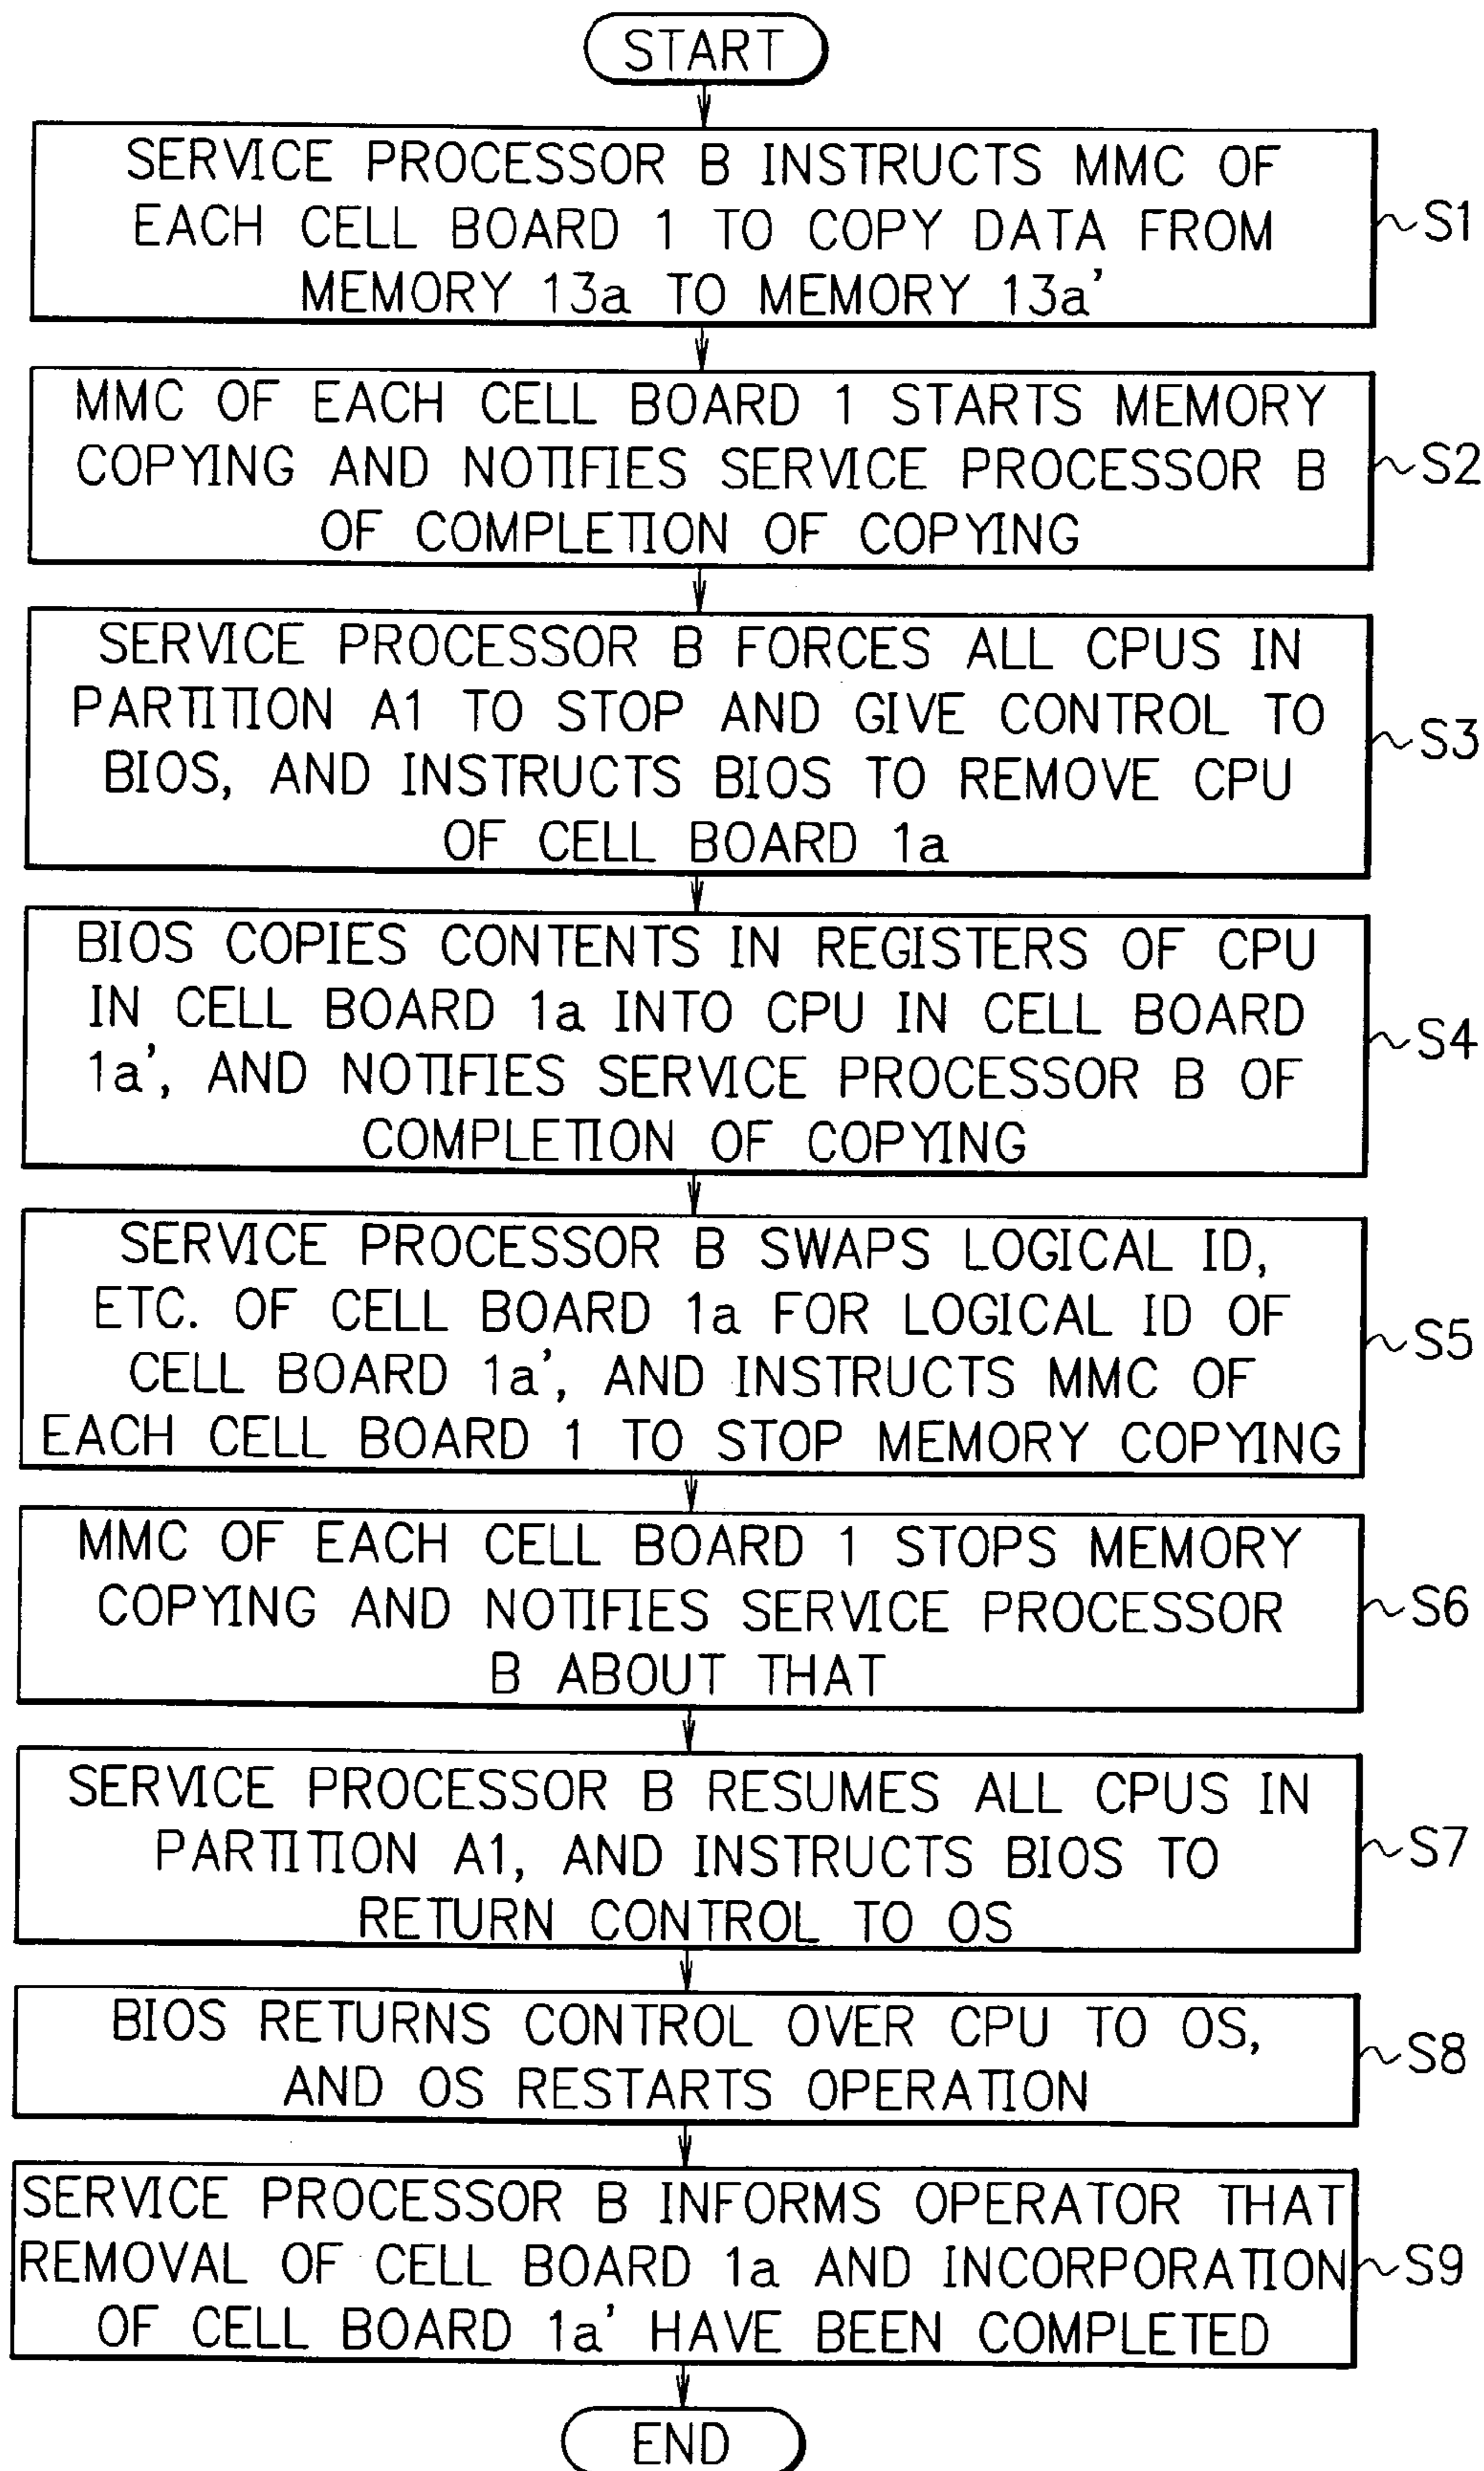 START
SERVICE PROCESSOR B INSTRUCTS MMC OF
EACH CELL BOARD 1 TO COPY DATA FROM
MEMORY 13a TO MEMORY 13a'
S1
MMC OF EACH CELL BOARD 1 STARTS MEMORY
COPYING AND NOTIFIES SERVICE PROCESSOR B
OF COMPLETION OF COPYING
S2
SERVICE PROCESSOR B FORCES ALL CPUS IN
PARTITION A1 TO STOP AND GIVE CONTROL TO
BIOS, AND INSTRUCTS BIOS TO REMOVE CPU
OF CELL BOARD 1a
S3
BIOS COPIES CONTENTS IN REGISTERS OF CPU
IN CELL BOARD 1a INTO CPU IN CELL BOARD
1a', AND NOTIFIES SERVICE PROCESSOR B OF
COMPLETION OF COPYING
S4
SERVICE PROCESSOR B SWAPS LOGICAL ID,
ETC. OF CELL BOARD 1a FOR LOGICAL ID OF
CELL BOARD 1a', AND INSTRUCTS MMC OF
EACH CELL BOARD 1 TO STOP MEMORY COPYING
S5
MMC OF EACH CELL BOARD 1 STOPS MEMORY
COPYING AND NOTIFIES SERVICE PROCESSOR
B ABOUT THAT
S6
SERVICE PROCESSOR B RESUMES ALL CPUS IN
PARTITION A1, AND INSTRUCTS BIOS TO
RETURN CONTROL TO OS
S7
BIOS RETURNS CONTROL OVER CPU TO OS,
AND OS RESTARTS OPERATION
S8
SERVICE PROCESSOR B INFORMS OPERATOR THAT
REMOVAL OF CELL BOARD 1a AND INCORPORATION
OF CELL BOARD 1a' HAVE BEEN COMPLETED
S9
END